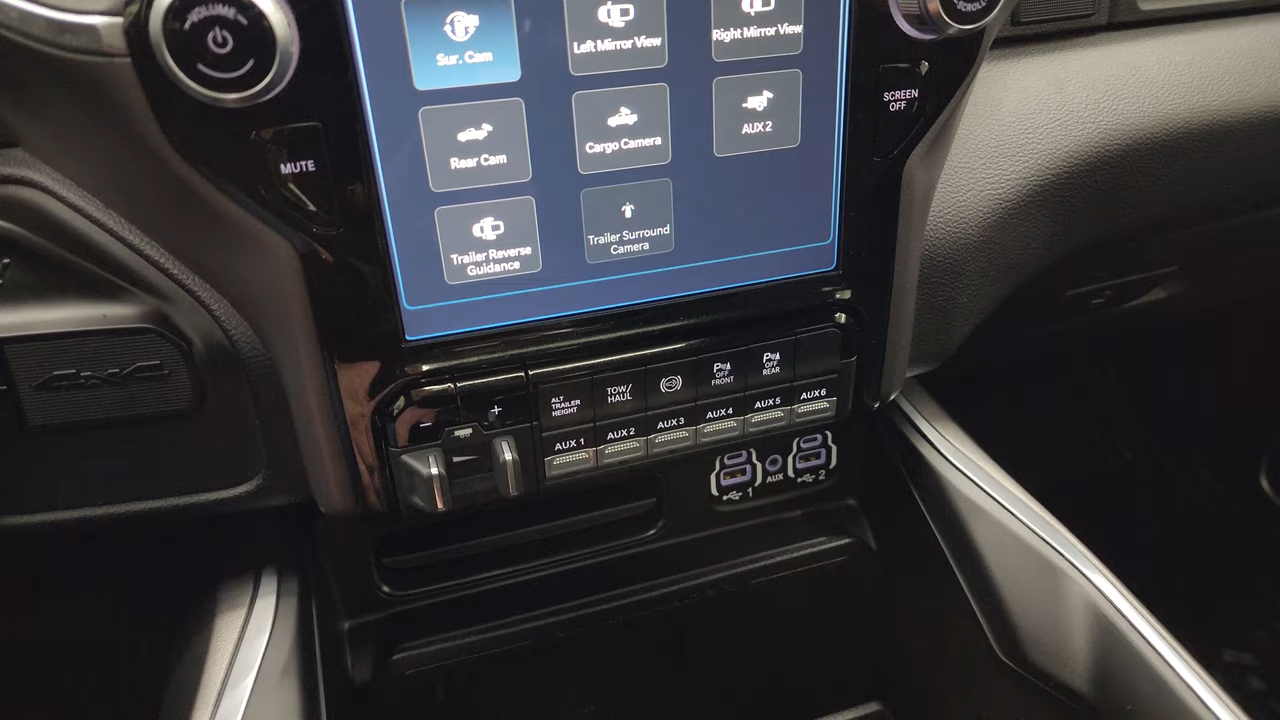 VOLUME
SCROLL
Sur. Cam
Left Mirror View
Right Mirror View
MUTE
Rear Cam
Cargo Camera
AUX 2
SCREEN
OFF
Trailer Reverse
Guidance
Trailer Surround
Camera
ALT
TRAILER
HEIGHT
TOW/
HAUL
P
OFF
FRONT
P
OFF
REAR
- +
AUX 1
AUX 2
AUX 3
AUX 4
AUX 5
AUX 6
1
AUX
2
4X4